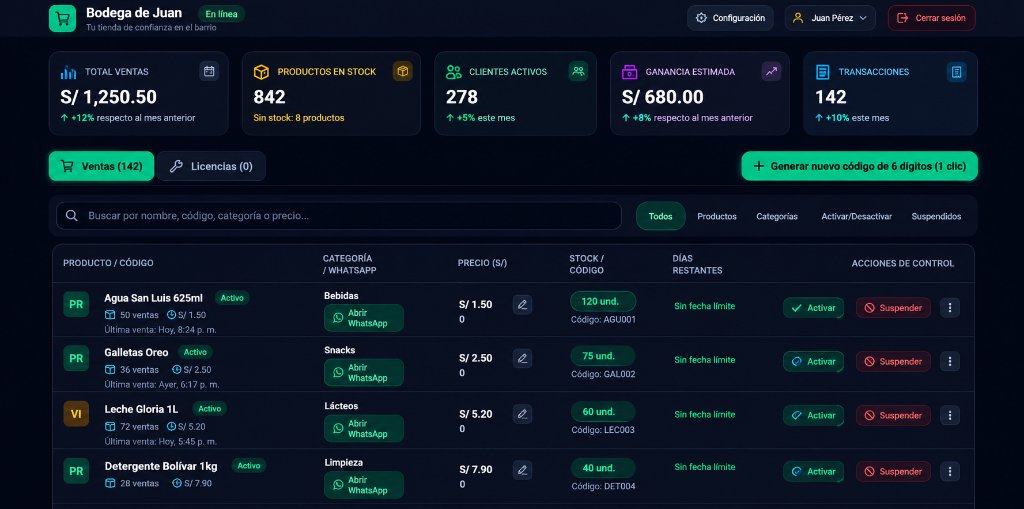 Bodega de Juan
En línea
Tu tienda de confianza en el barrio
Configuración
Juan Pérez
Cerrar sesión
TOTAL VENTAS
S/ 1,250.50
+12% respecto al mes anterior
PRODUCTOS EN STOCK
842
Sin stock: 8 productos
CLIENTES ACTIVOS
278
+5% este mes
GANANCIA ESTIMADA
S/ 680.00
+8% respecto al mes anterior
TRANSACCIONES
142
+10% este mes
Ventas (142)
Licencias (0)
+ Generar nuevo código de 6 dígitos (1 clic)
Buscar por nombre, código, categoría o precio...
Todos
Productos
Categorías
Activar/Desactivar
Suspendidos
PRODUCTO / CÓDIGO
CATEGORÍA
/ WHATSAPP
PRECIO (S/)
STOCK /
CÓDIGO
DÍAS
RESTANTES
ACCIONES DE CONTROL
PR
Agua San Luis 625ml
Activo
50 ventas
S/ 1.50
Última venta: Hoy, 8:24 p. m.
Bebidas
Abrir
WhatsApp
S/ 1.50
0
120 und.
Código: AGU001
Sin fecha límite
Activar
Suspender
PR
Galletas Oreo
Activo
36 ventas
S/ 2.50
Última venta: Ayer, 6:17 p. m.
Snacks
Abrir
WhatsApp
S/ 2.50
0
75 und.
Código: GAL002
Sin fecha límite
Activar
Suspender
VI
Leche Gloria 1L
Activo
72 ventas
S/ 5.20
Última venta: Hoy, 5:45 p. m.
Lácteos
Abrir
WhatsApp
S/ 5.20
0
60 und.
Código: LEC003
Sin fecha límite
Activar
Suspender
PR
Detergente Bolívar 1kg
Activo
28 ventas
S/ 7.90
Limpieza
Abrir
WhatsApp
S/ 7.90
0
40 und.
Código: DET004
Sin fecha límite
Activar
Suspender